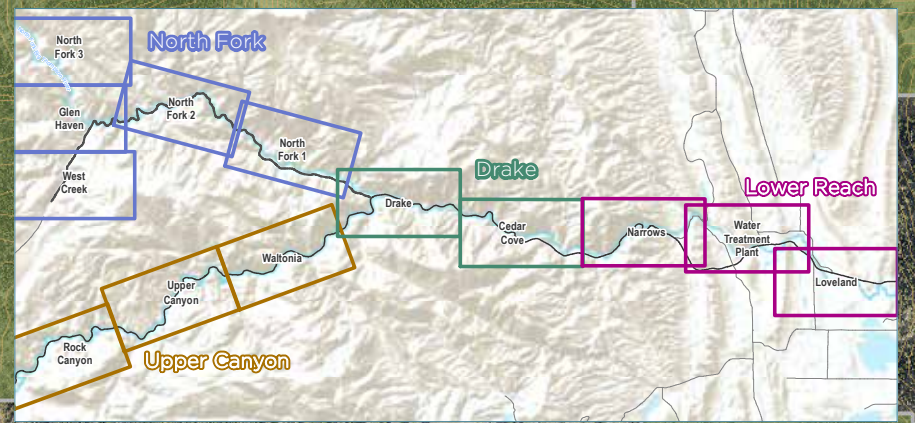 North
Fork 3
North Fork
Glen
Haven
North
Fork 2
North
Fork 1
West
Creek
Drake
Drake
Lower Reach
Cedar
Cove
Narrows
Water
Treatment
Plant
Waltonia
Upper
Canyon
Loveland
Rock
Canyon
Upper Canyon